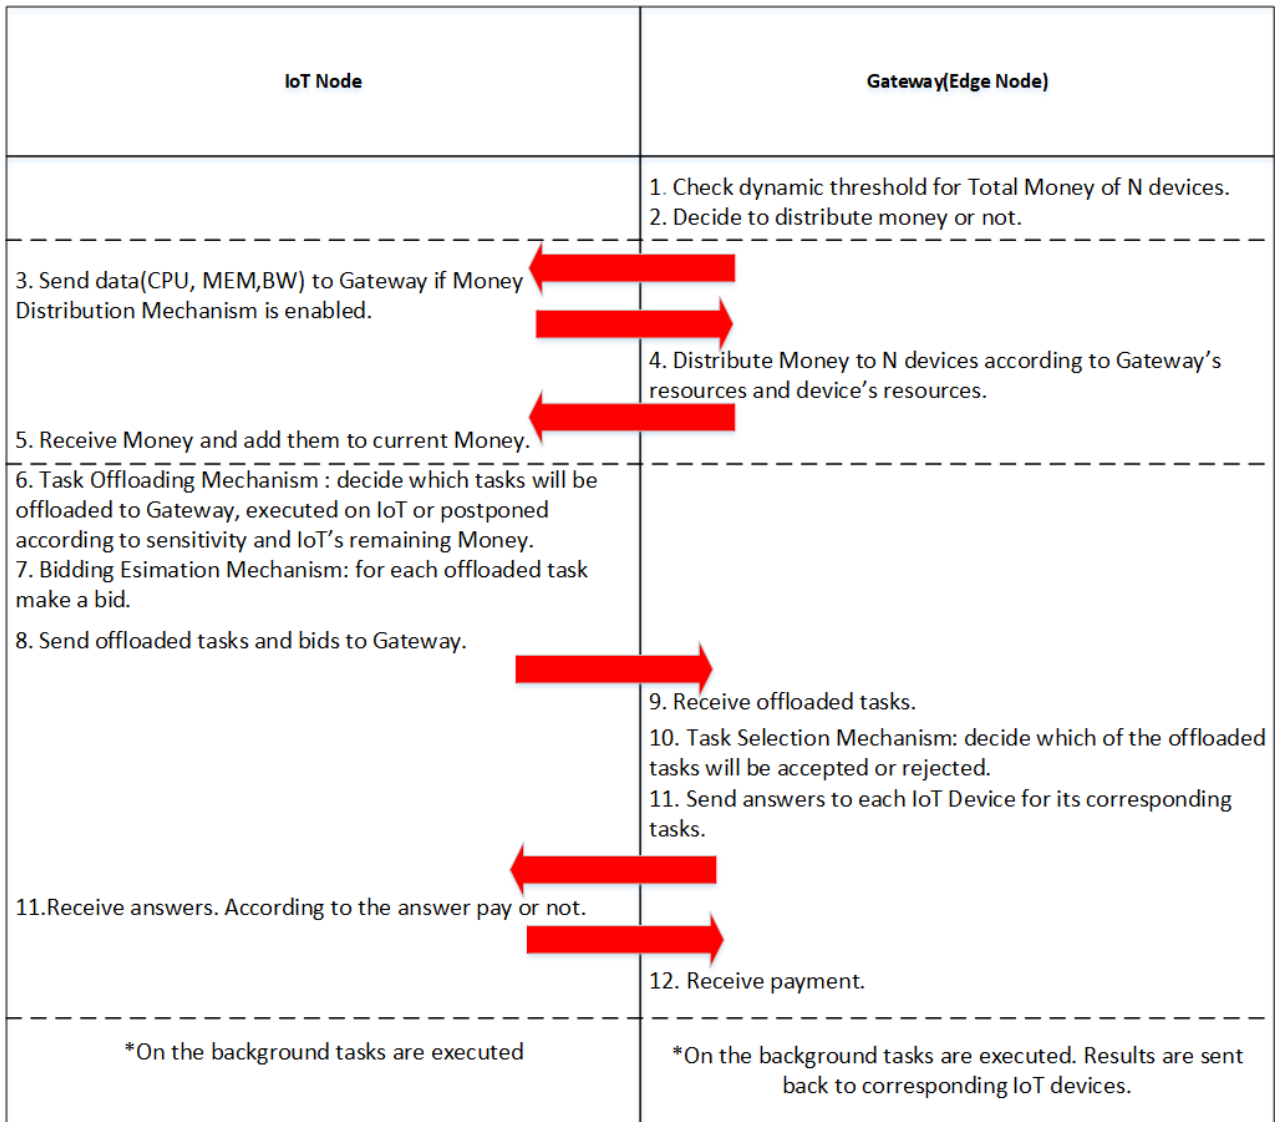 IoT Node
Gateway(Edge Node)
1. Check dynamic threshold for Total Money of N devices.
2. Decide to distribute money or not.
3. Send data(CPU, MEM,BW) to Gateway if Money
Distribution Mechanism is enabled.
4. Distribute Money to N devices according to Gateway’s
resources and device’s resources.
5. Receive Money and add them to current Money.
6. Task Offloading Mechanism : decide which tasks will be
offloaded to Gateway, executed on IoT or postponed
according to sensitivity and IoT’s remaining Money.
7. Bidding Esimation Mechanism: for each offloaded task
make a bid.
8. Send offloaded tasks and bids to Gateway.
9. Receive offloaded tasks.
10. Task Selection Mechanism: decide which of the offloaded
tasks will be accepted or rejected.
11. Send answers to each IoT Device for its corresponding
tasks.
11.Receive answers. According to the answer pay or not.
12. Receive payment.
*On the background tasks are executed
*On the background tasks are executed. Results are sent
back to corresponding IoT devices.